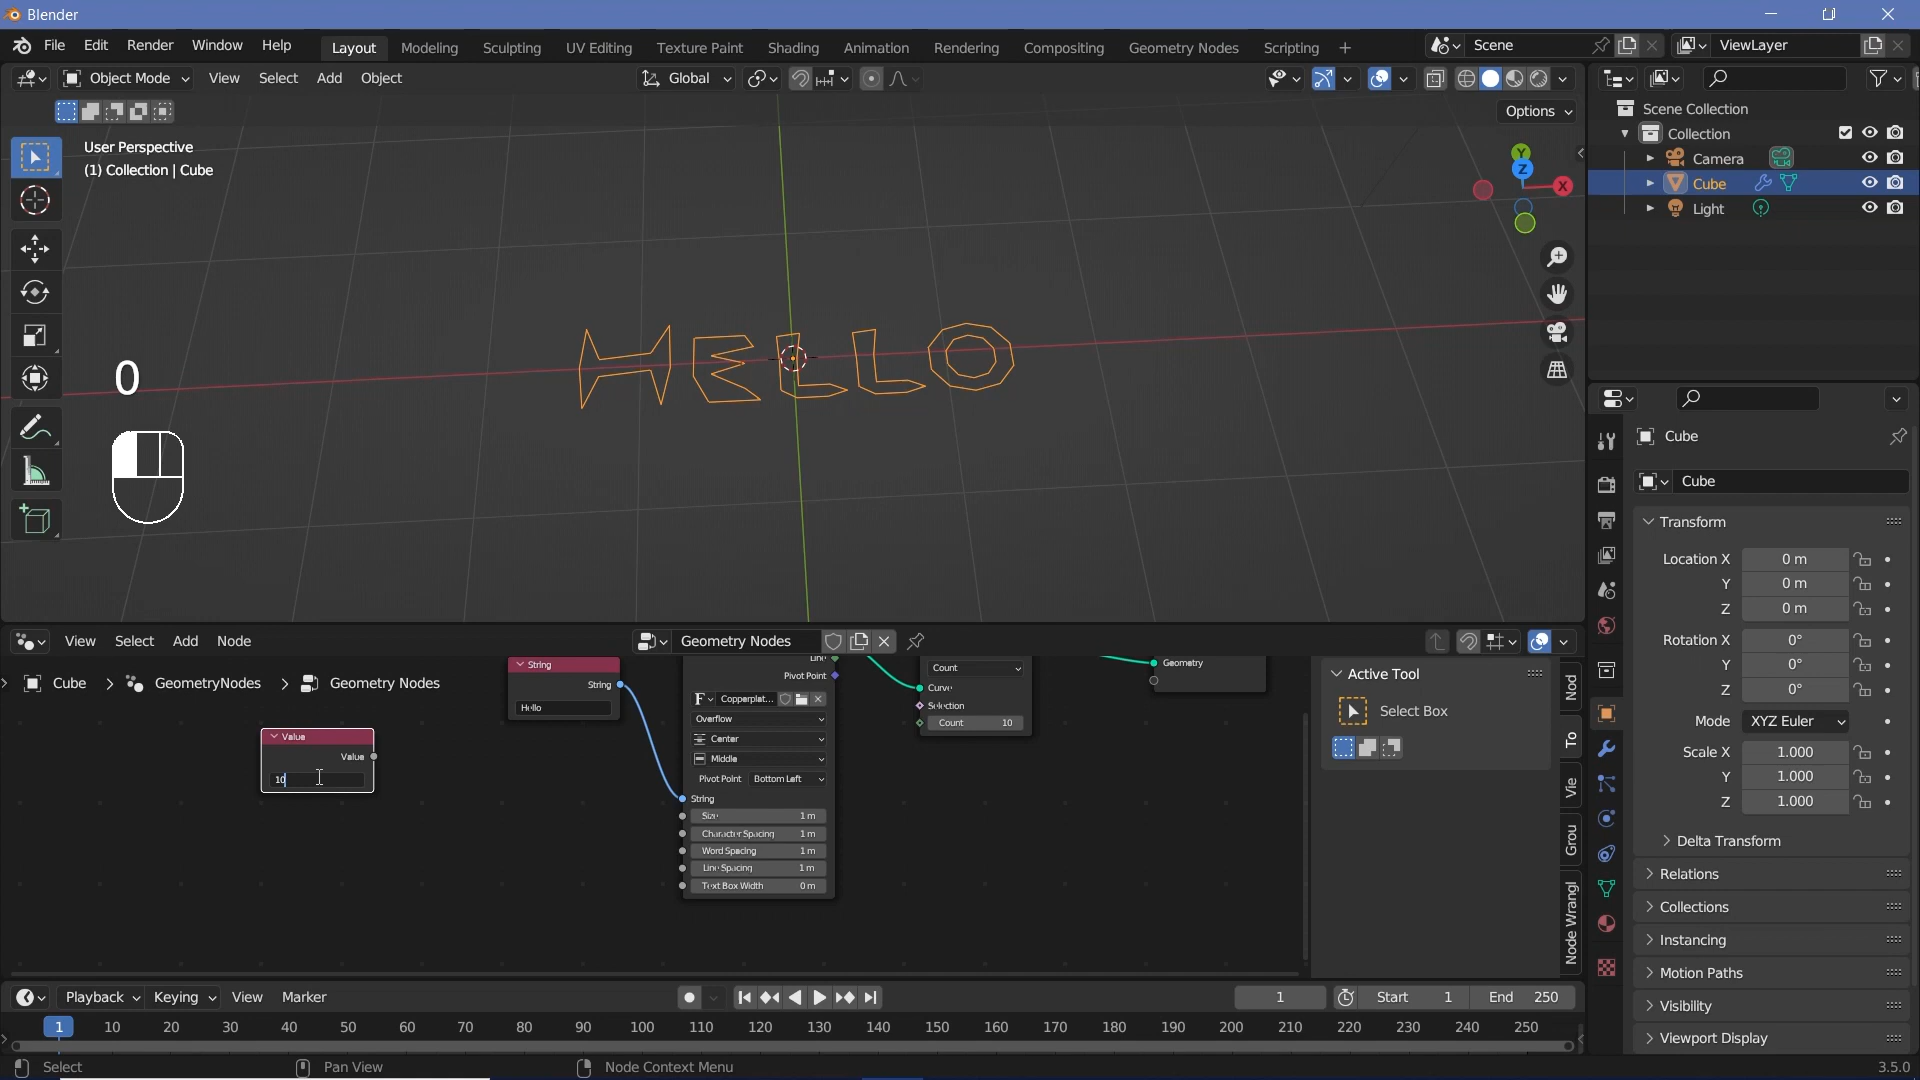 Blender
File Edit Render Window Help Layout Modeling Sculpting UV Editing Texture Paint Shading Animation Rendering Compositing Geometry Nodes Scripting + Scene ViewLayer
Object Mode View Select Add Object Global
Options
User Perspective
(1) Collection | Cube
Y
Z
X
HELLO
0
Scene Collection
Collection
Camera
Cube
Light
Cube
Cube
Transform
Location X 0 m
Y 0 m
Z 0 m
Rotation X 0°
Y 0°
Z 0°
Mode XYZ Euler
Scale X 1.000
Y 1.000
Z 1.000
Delta Transform
Relations
Collections
Instancing
Motion Paths
Visibility
Viewport Display
View Select Add Node Geometry Nodes
Cube > GeometryNodes > Geometry Nodes
Value
Value
10
String
String
Hello
Line
Pivot Point
F Copperplat...
Overflow
Center
Middle
Pivot Point Bottom Left
String
Size 1 m
Character Spacing 1 m
Word Spacing 1 m
Line Spacing 1 m
Text Box Width 0 m
Count
Curve
Selection
Count 10
Geometry
Active Tool
Select Box
Nod
To
Vie
Grou
Node Wrangl
Playback Keying View Marker 1 Start 1 End 250
1 10 20 30 40 50 60 70 80 90 100 110 120 130 140 150 160 170 180 190 200 210 220 230 240 250
Select Pan View Node Context Menu 3.5.0